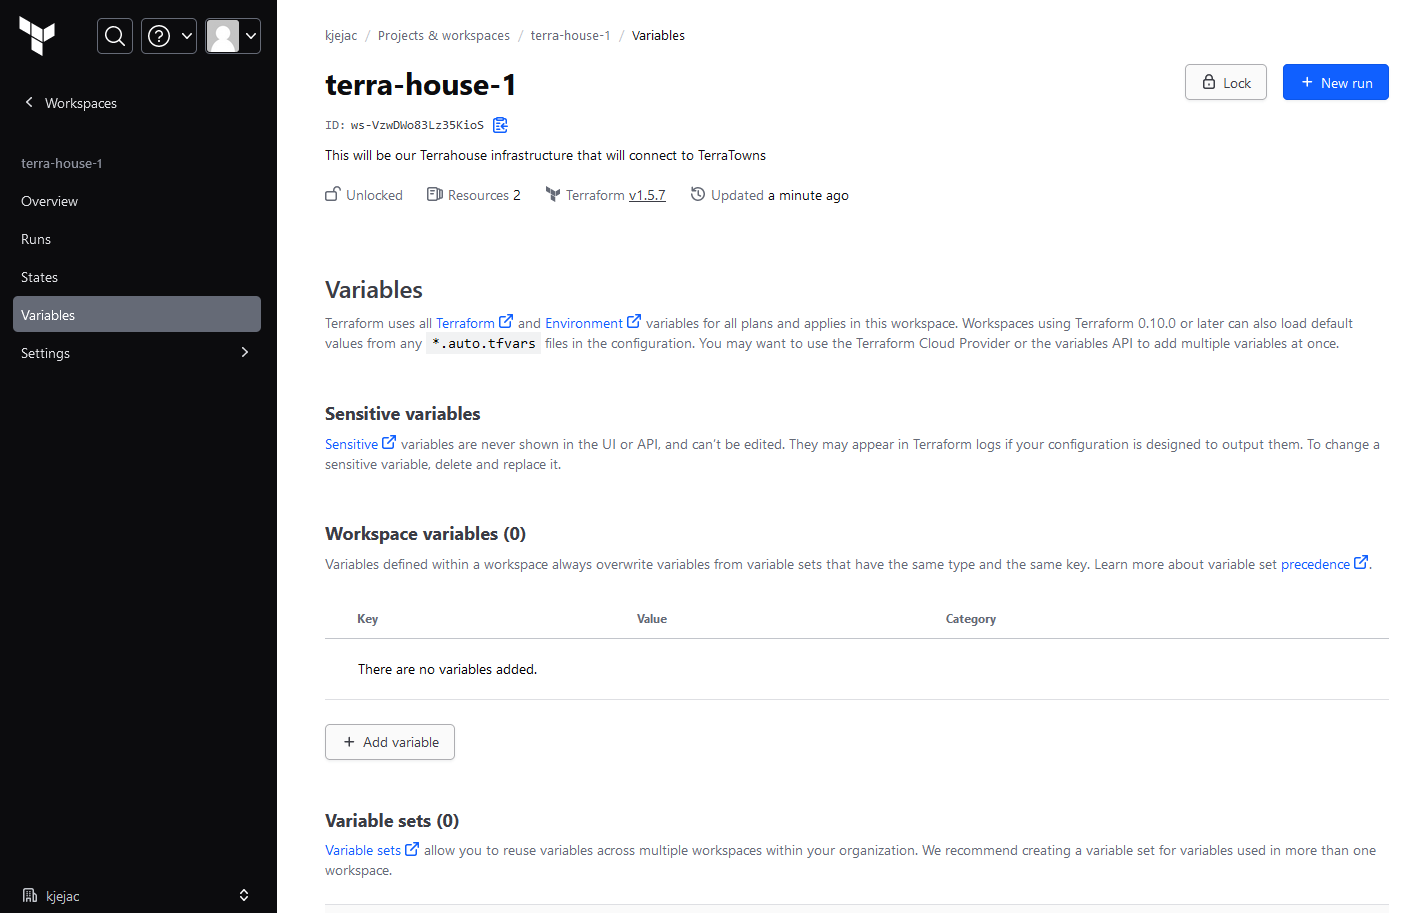 Workspaces
terra-house-1
Overview
Runs
States
Variables
Settings
kjejac
kjejac / Projects & workspaces / terra-house-1 / Variables
terra-house-1
Lock
+ New run
ID: ws-VzwDWo83Lz35KioS
This will be our Terrahouse infrastructure that will connect to TerraTowns
Unlocked Resources 2 Terraform v1.5.7 Updated a minute ago
Variables
Terraform uses all Terraform and Environment variables for all plans and applies in this workspace. Workspaces using Terraform 0.10.0 or later can also load default
values from any *.auto.tfvars files in the configuration. You may want to use the Terraform Cloud Provider or the variables API to add multiple variables at once.
Sensitive variables
Sensitive variables are never shown in the UI or API, and can't be edited. They may appear in Terraform logs if your configuration is designed to output them. To change a
sensitive variable, delete and replace it.
Workspace variables (0)
Variables defined within a workspace always overwrite variables from variable sets that have the same type and the same key. Learn more about variable set precedence.
Key Value Category
There are no variables added.
+ Add variable
Variable sets (0)
Variable sets allow you to reuse variables across multiple workspaces within your organization. We recommend creating a variable set for variables used in more than one
workspace.